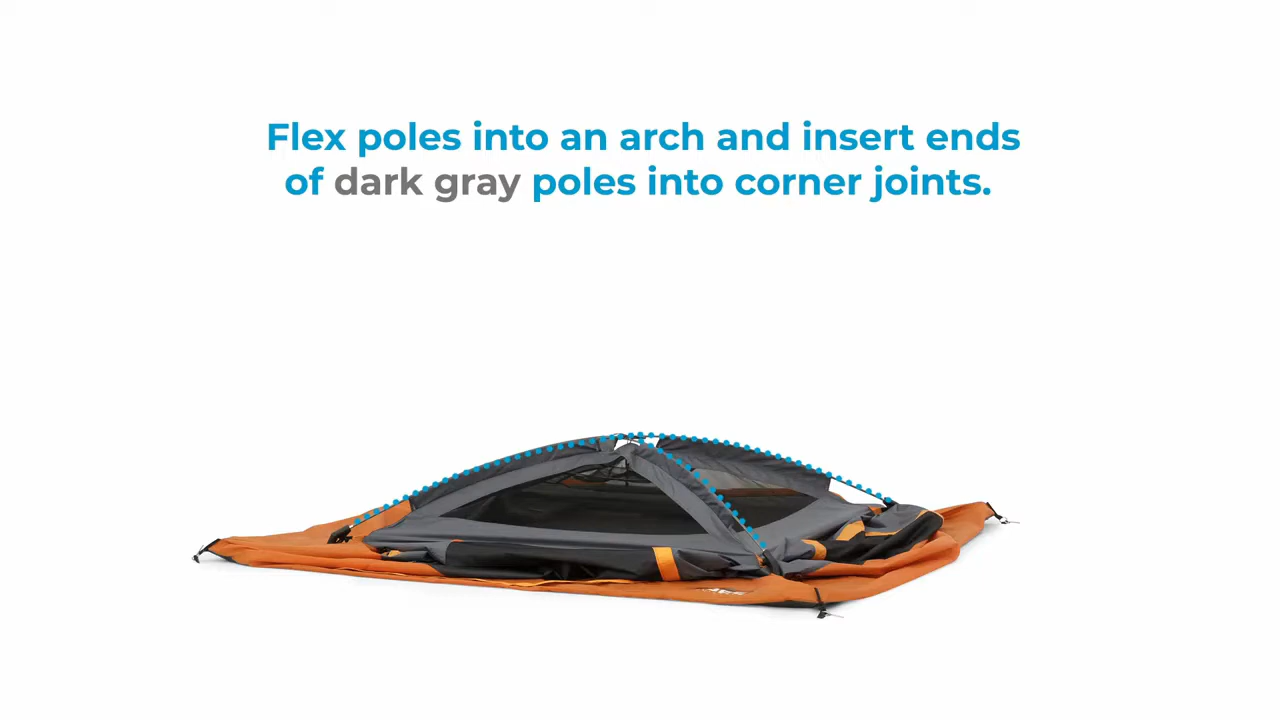 Flex poles into an arch and insert ends
of dark gray poles into corner joints.